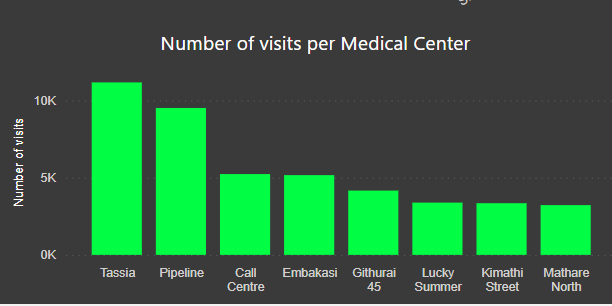 Number of visits per Medical Center
10K
5K
0K
Number of visits
Tassia
Pipeline
Call
Centre
Embakasi
Githurai
45
Lucky
Summer
Kimathi
Street
Mathare
North